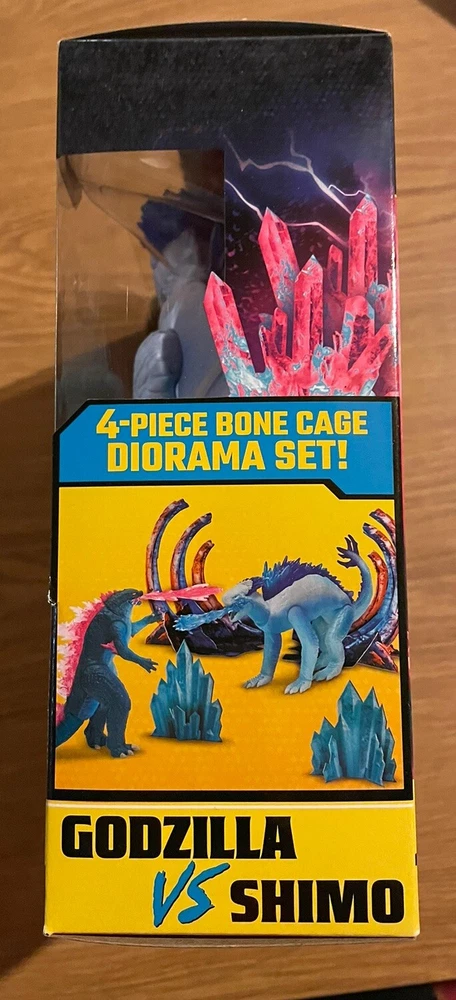 4-PIECE BONE CAGE
DIORAMA SET!
GODZILLA
VS SHIMO